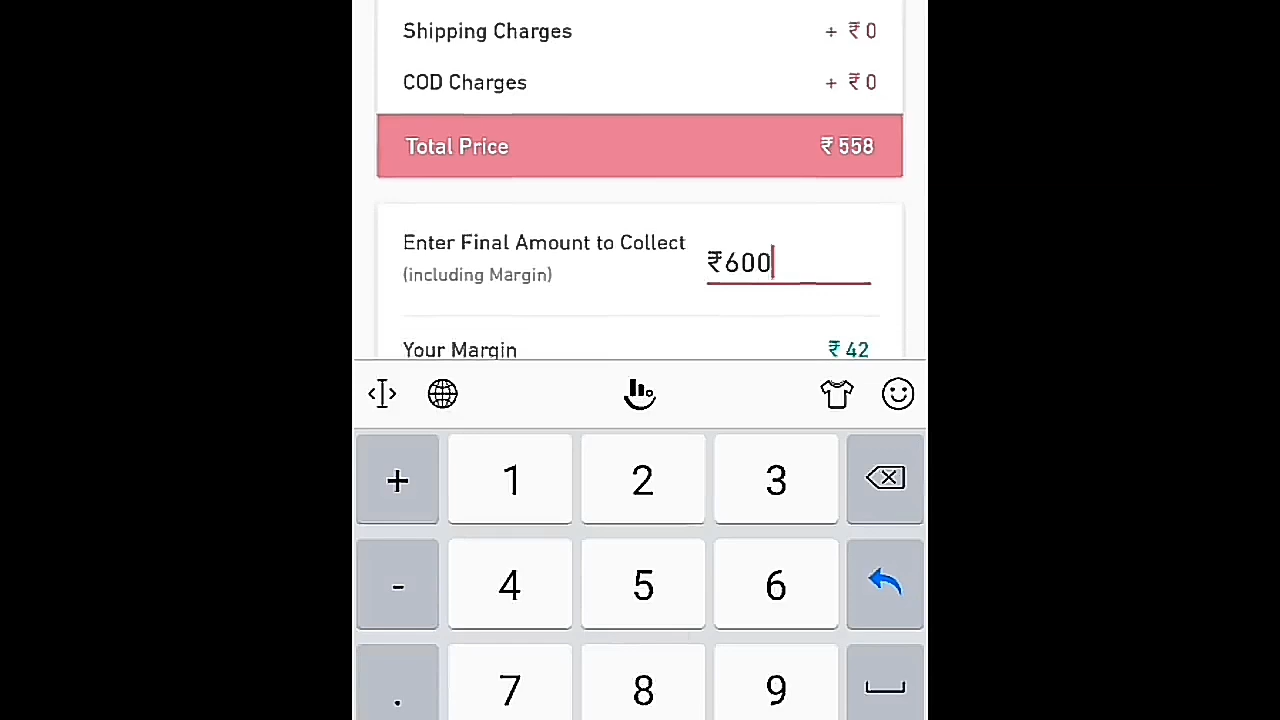 Shipping Charges + ₹ 0
COD Charges + ₹ 0
Total Price ₹ 558
Enter Final Amount to Collect
(including Margin) ₹600
Your Margin ₹ 42
+ 1 2 3
- 4 5 6
. 7 8 9